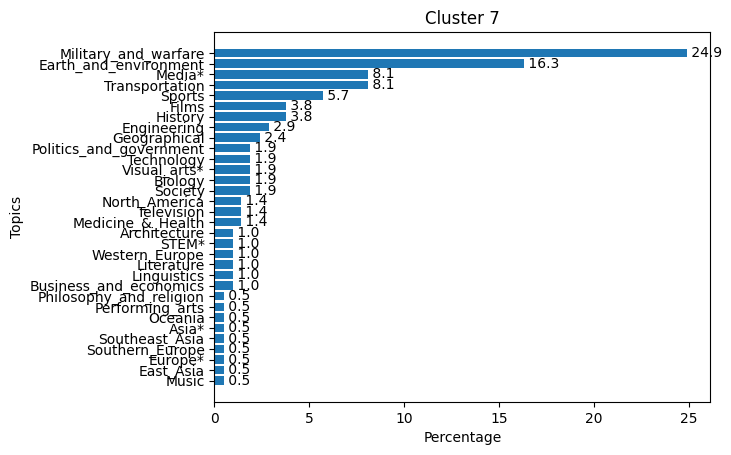 Cluster 7
Topics
Military_and_warfare 24.9
Earth_and_environment 16.3
Media* 8.1
Transportation 8.1
Sports 5.7
Films 3.8
History 3.8
Engineering 2.9
Geographical 2.4
Politics_and_government 1.9
Technology 1.9
Visual_arts* 1.9
Biology 1.9
Society 1.9
North_America 1.4
Television 1.4
Medicine_&_Health 1.4
Architecture 1.0
STEM* 1.0
Western_Europe 1.0
Literature 1.0
Linguistics 1.0
Business_and_economics 1.0
Philosophy_and_religion 0.5
Performing_arts 0.5
Oceania 0.5
Asia* 0.5
Southeast_Asia 0.5
Southern_Europe 0.5
Europe* 0.5
East_Asia 0.5
Music 0.5
0 5 10 15 20 25
Percentage